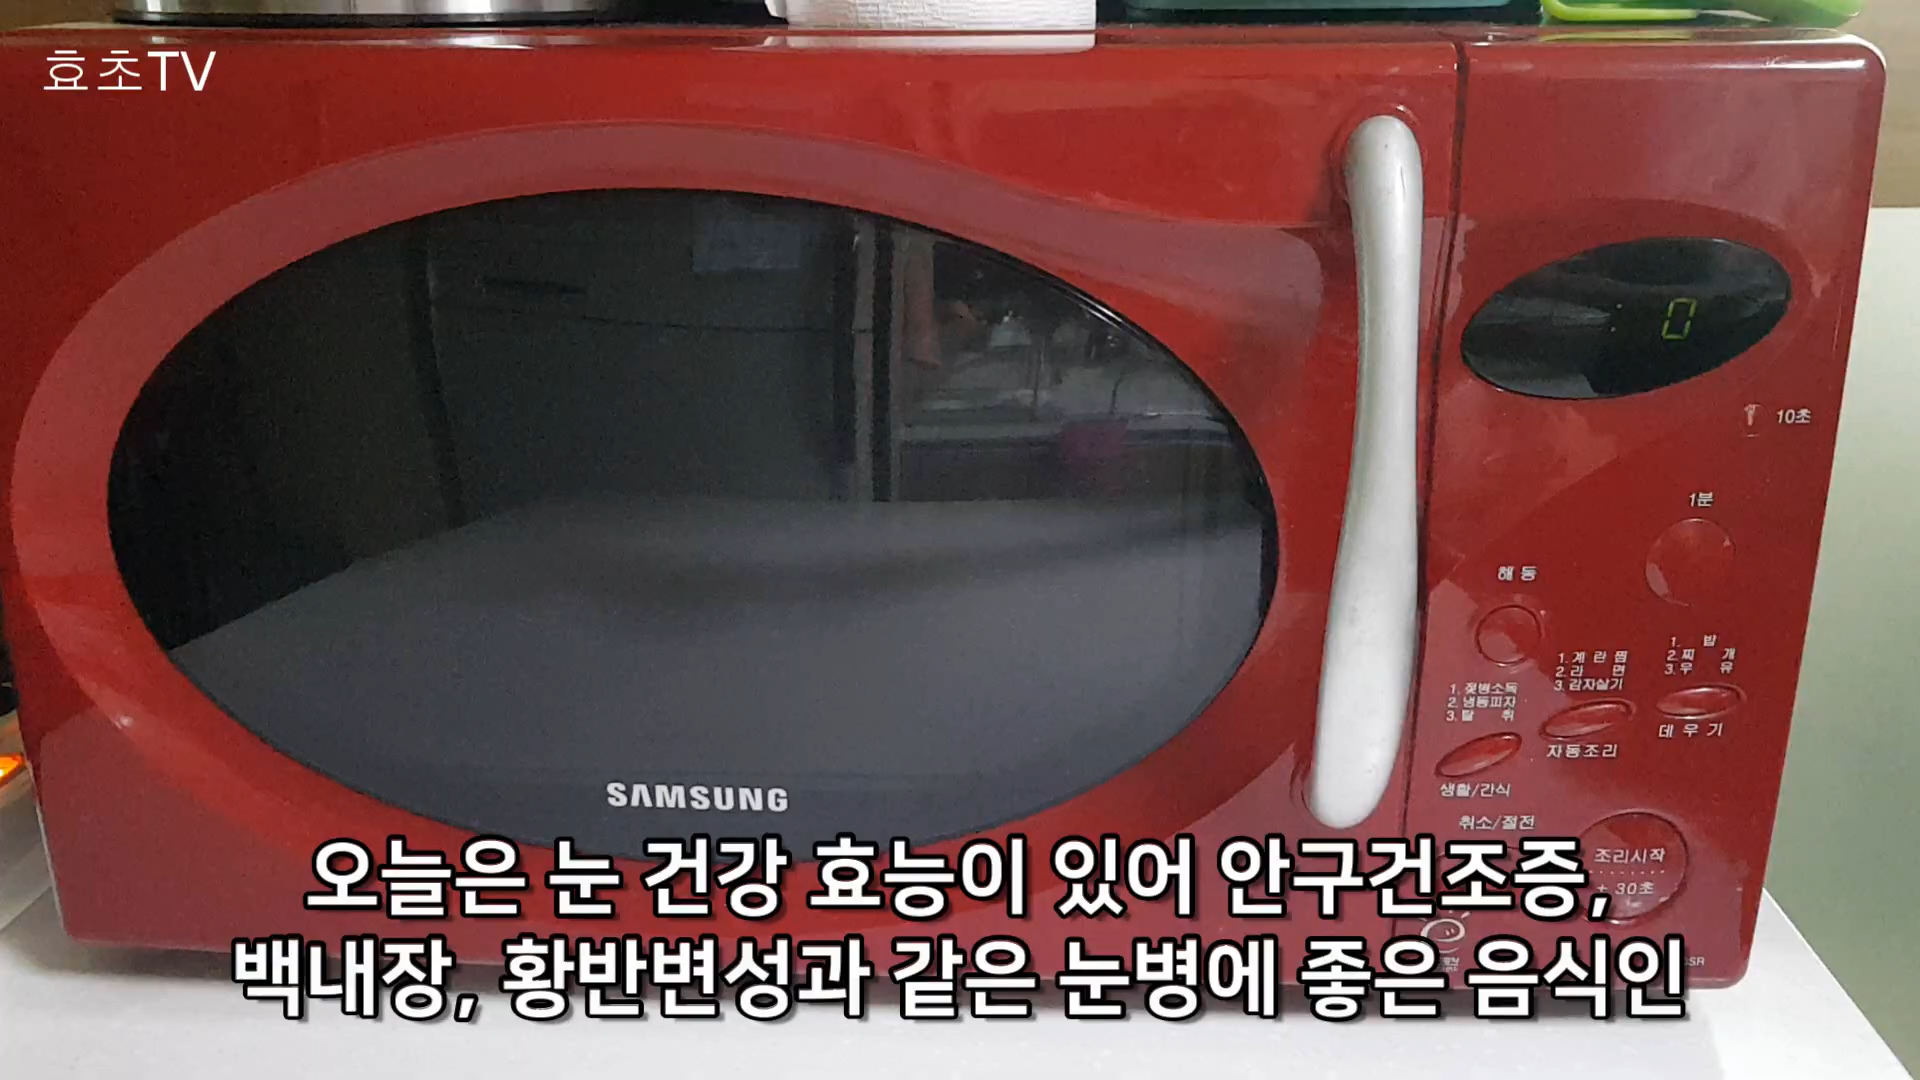 효초TV
0
10초
1분
해동
1. 밥
2. 찌 개
3. 우 유
1. 계 란 찜
2. 라 면
3. 감자살기
1. 젖병소독
2. 냉동피자
3. 탈 취
데 우 기
자동조리
생활/간식
취소/절전
조리시작
+ 30초
SAMSUNG
오늘은 눈 건강 효능이 있어 안구건조증,
백내장, 황반변성과 같은 눈병에 좋은 음식인